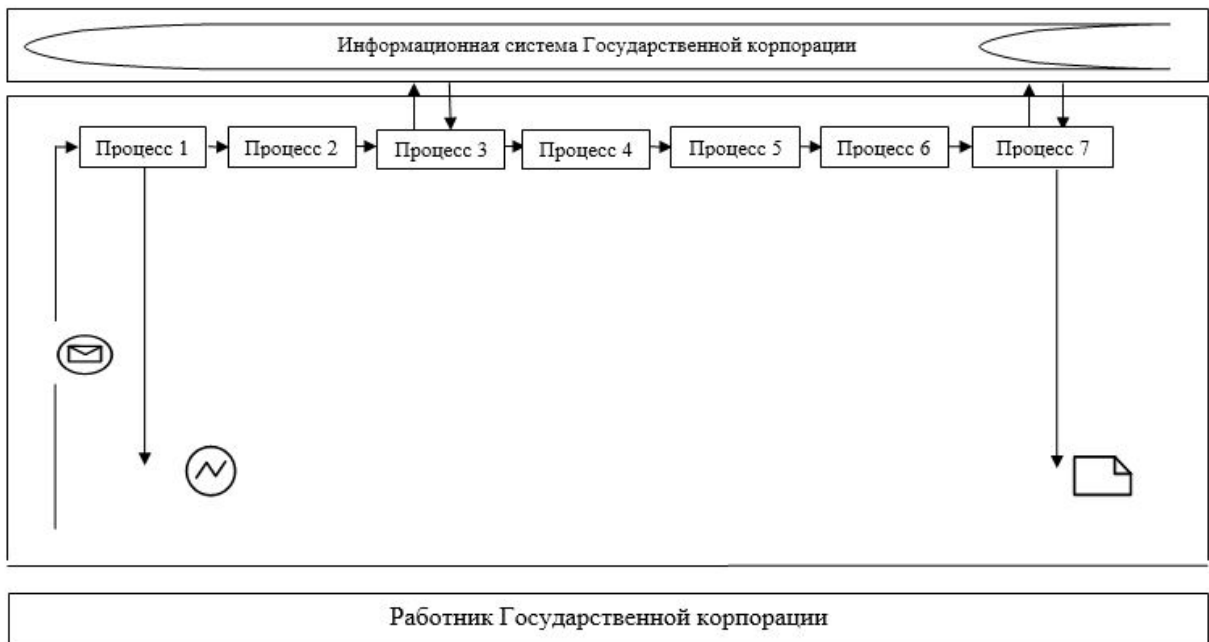 Информационная система Государственной корпорации
Процесс 1
Процесс 2
Процесс 3
Процесс 4
Процесс 5
Процесс 6
Процесс 7
Работник Государственной корпорации